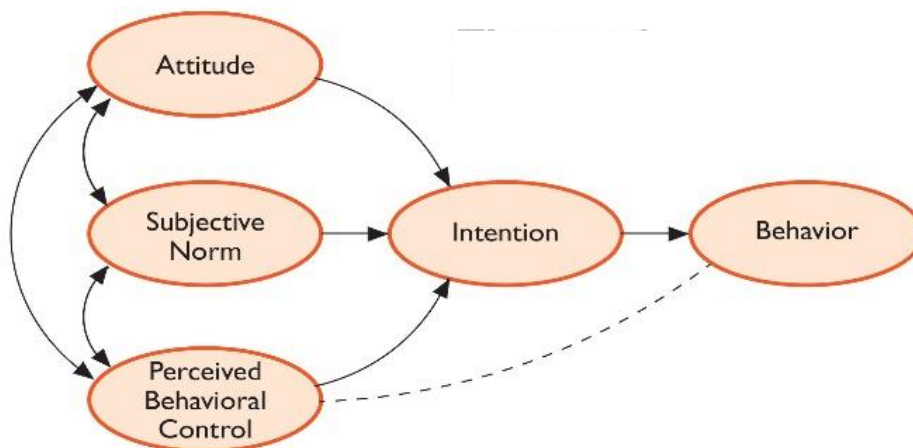 Attitude
Subjective
Norm
Intention
Behavior
Perceived
Behavioral
Control